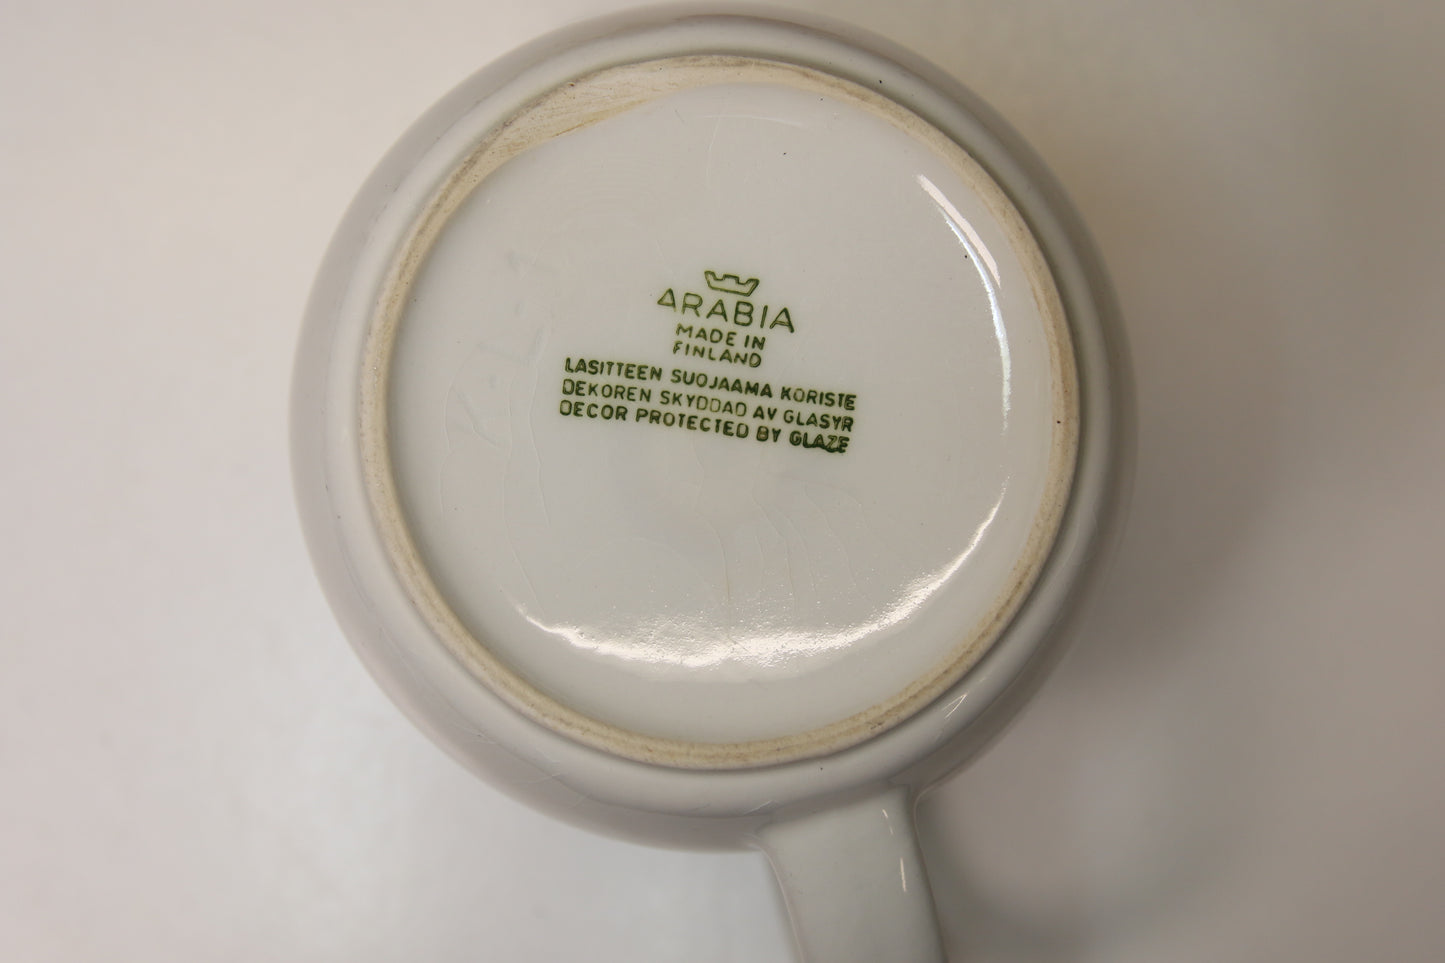 ARABIA
MADE IN
FINLAND
LASITTEEN SUOJAAMA KORISTE
DEKOREN SKYDDAD AV GLASYR
DECOR PROTECTED BY GLAZE